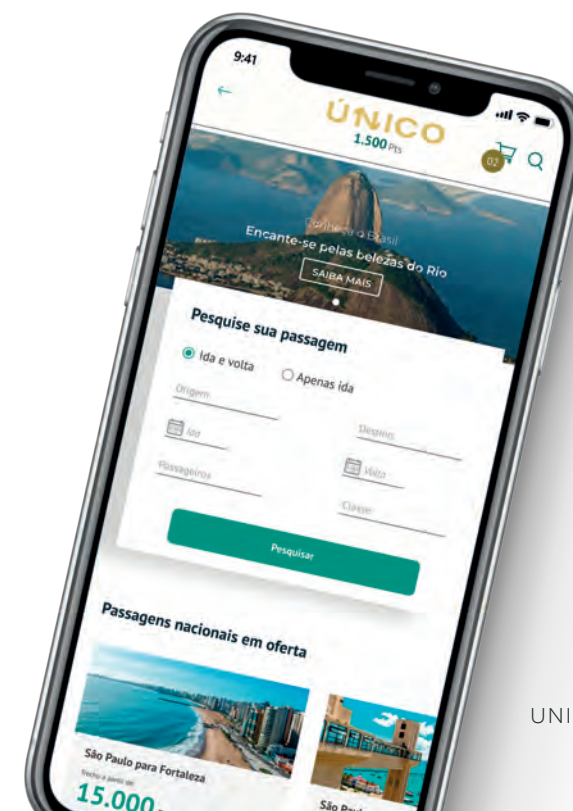 9:41
ÚNICO
1.500 Pts
02
Conheça o Brasil
Encante-se pelas belezas do Rio
SAIBA MAIS
Pesquise sua passagem
Ida e volta
Apenas ida
Origem
Destino
Ida
Volta
Passageiros
Classe
Pesquisar
Passagens nacionais em oferta
São Paulo para Fortaleza
trecho a partir de
15.000
São
UNI